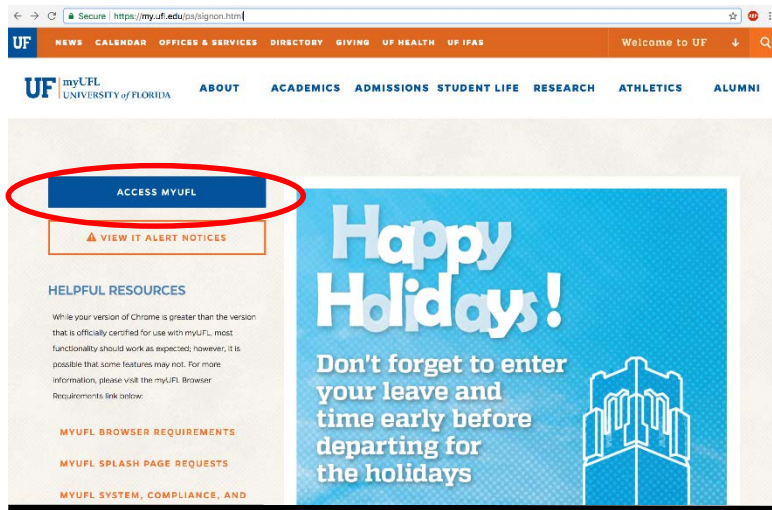 Secure https://my.ufl.edu/ps/signon.html
UF NEWS CALENDAR OFFICES & SERVICES DIRECTORY GIVING UF HEALTH UF IFAS Welcome to UF
UF myUFL
UNIVERSITY of FLORIDA
ABOUT ACADEMICS ADMISSIONS STUDENT LIFE RESEARCH ATHLETICS ALUMNI
ACCESS MYUFL
VIEW IT ALERT NOTICES
HELPFUL RESOURCES
While your version of Chrome is greater than the version
that is officially certified for use with myUFL, most
functionality should work as expected; however, it is
possible that some features may not. For more
information, please visit the myUFL Browser
Requirements link below:
MYUFL BROWSER REQUIREMENTS
MYUFL SPLASH PAGE REQUESTS
MYUFL SYSTEM, COMPLIANCE, AND
Happy
Holidays!
Don't forget to enter
your leave and
time early before
departing for
the holidays